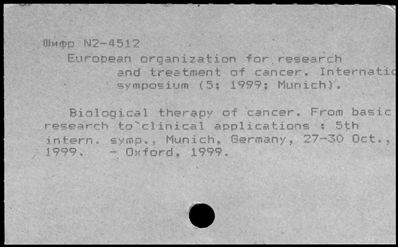 Шифр N2-4512
European organization for research
and treatment of cancer. Internatic
symposium (5; 1999; Munich).
Biological therapy of cancer. From basic
research to clinical applications : 5th
intern. symp., Munich, Germany, 27-30 Oct.,
1999. - Oxford, 1999.